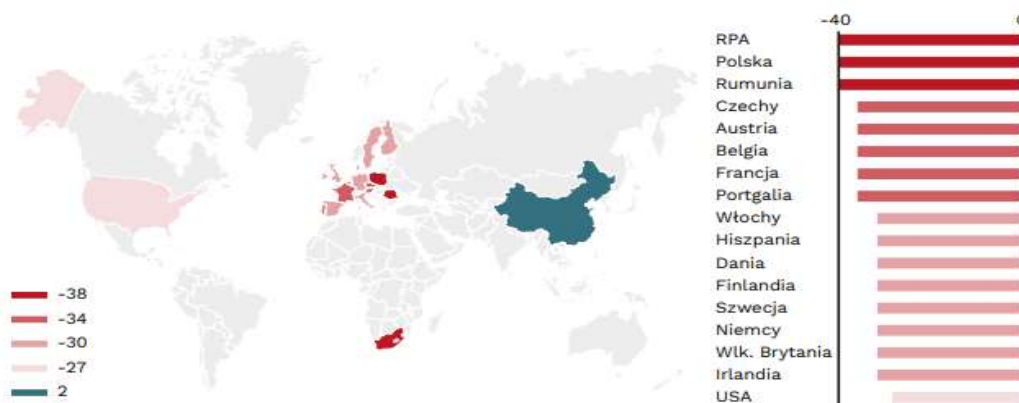 -38
-34
-30
-27
2
-40
RPA
Polska
Rumunia
Czechy
Austria
Belgia
Francja
Portgalia
Włochy
Hiszpania
Dania
Finlandia
Szwecja
Niemcy
Wlk. Brytania
Irlandia
USA